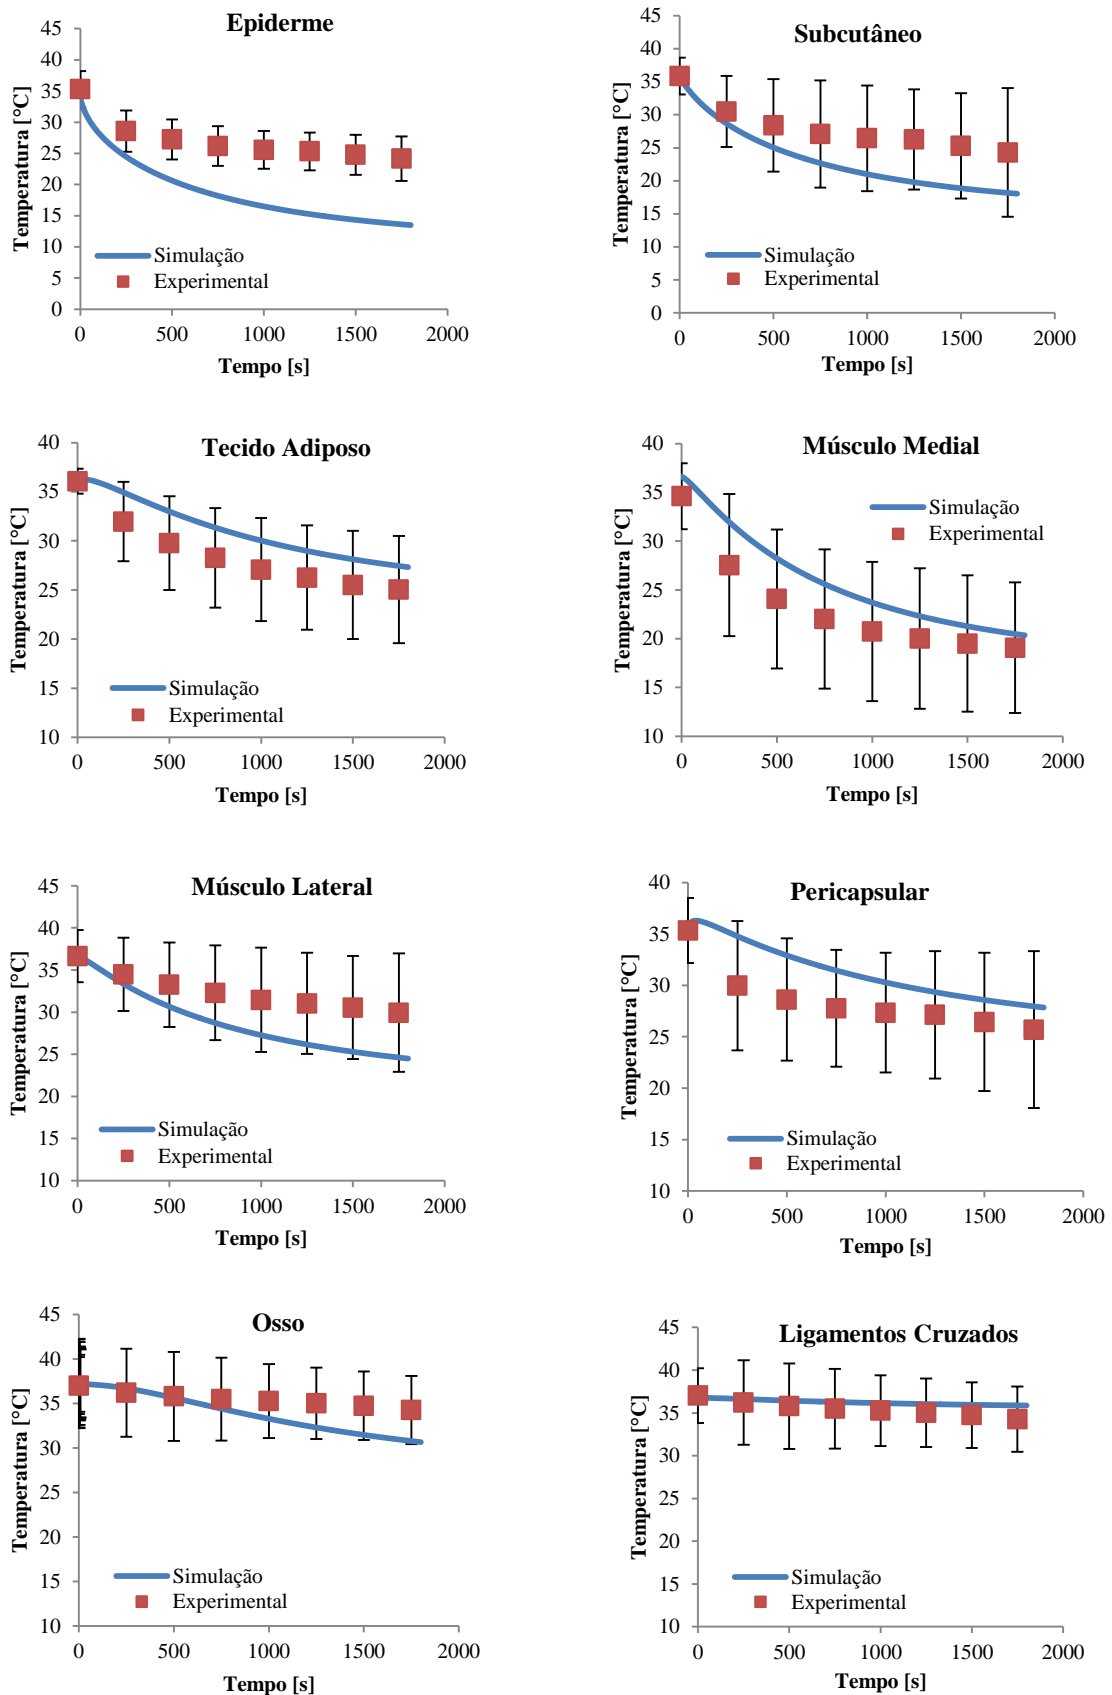 Epiderme
Temperatura [°C]
45
40
35
30
25
20
15
10
5
0
Simulação
Experimental
0 500 1000 1500 2000
Tempo [s]
Subcutâneo
Temperatura [°C]
45
40
35
30
25
20
15
10
5
0
Simulação
Experimental
0 500 1000 1500 2000
Tempo [s]
Tecido Adiposo
Temperatura [°C]
40
35
30
25
20
15
10
Simulação
Experimental
0 500 1000 1500 2000
Tempo [s]
Músculo Medial
Temperatura [°C]
40
35
30
25
20
15
10
Simulação
Experimental
0 500 1000 1500 2000
Tempo [s]
Músculo Lateral
Temperatura [°C]
45
40
35
30
25
20
15
10
Simulação
Experimental
0 500 1000 1500 2000
Tempo [s]
Pericapsular
Temperatura [°C]
40
35
30
25
20
15
10
Simulação
Experimental
0 500 1000 1500 2000
Tempo [s]
Osso
Temperatura [°C]
45
40
35
30
25
20
15
10
Simulação
Experimental
0 500 1000 1500 2000
Tempo [s]
Ligamentos Cruzados
Temperatura [°C]
45
40
35
30
25
20
15
10
Simulação
Experimental
0 500 1000 1500 2000
Tempo [s]